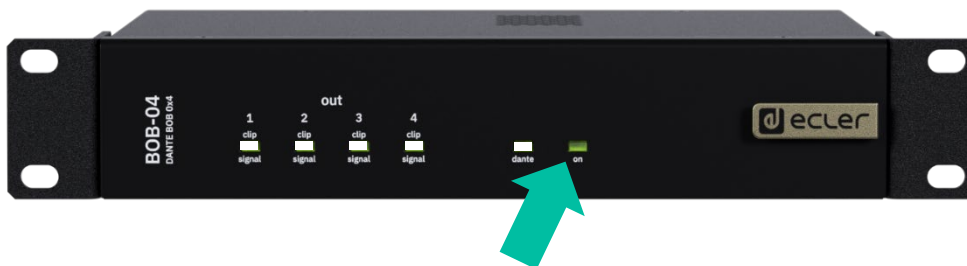 BOB-04
DANTE BOB 0x4
out
1 2 3 4
clip clip clip clip
signal signal signal signal
dante on
ecler